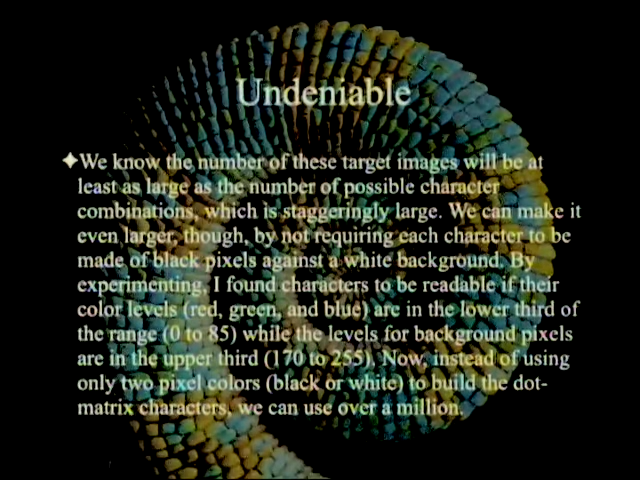 Undeniable
✦We know the number of these target images will be at
least as large as the number of possible character
combinations, which is staggeringly large. We can make it
even larger, though, by not requiring each character to be
made of black pixels against a white background. By
experimenting, I found characters to be readable if their
color levels (red, green, and blue) are in the lower third of
the range (0 to 85) while the levels for background pixels
are in the upper third (170 to 255). Now, instead of using
only two pixel colors (black or white) to build the dot-
matrix characters, we can use over a million.